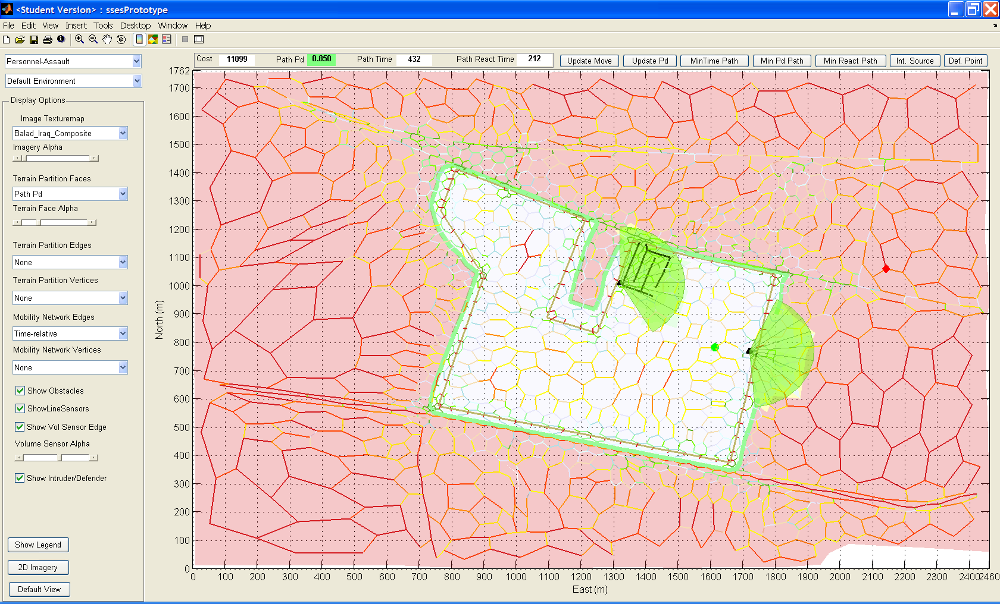 <Student Version> : ssesPrototype
File Edit View Insert Tools Desktop Window Help
Personnel-Assault
Default Environment
Display Options
Image Texturemap
Balad_Iraq_Composite
Imagery Alpha
Terrain Partition Faces
Path Pd
Terrain Face Alpha
Terrain Partition Edges
None
Terrain Partition Vertices
None
Mobility Network Edges
Time-relative
Mobility Network Vertices
None
Show Obstacles
ShowLineSensors
Show Vol Sensor Edge
Volume Sensor Alpha
Show Intruder/Defender
Show Legend
2D Imagery
Default View
Cost 11099 Path Pd 0.850 Path Time 432 Path React Time 212
Update Move Update Pd MinTime Path Min Pd Path Min React Path Int. Source Def. Point
1762
1700
1600
1500
1400
1300
1200
1100
1000
900
800
700
600
500
400
300
200
100
0
North (m)
0 100 200 300 400 500 600 700 800 900 1000 1100 1200 1300 1400 1500 1600 1700 1800 1900 2000 2100 2200 2300 2400 2460
East (m)